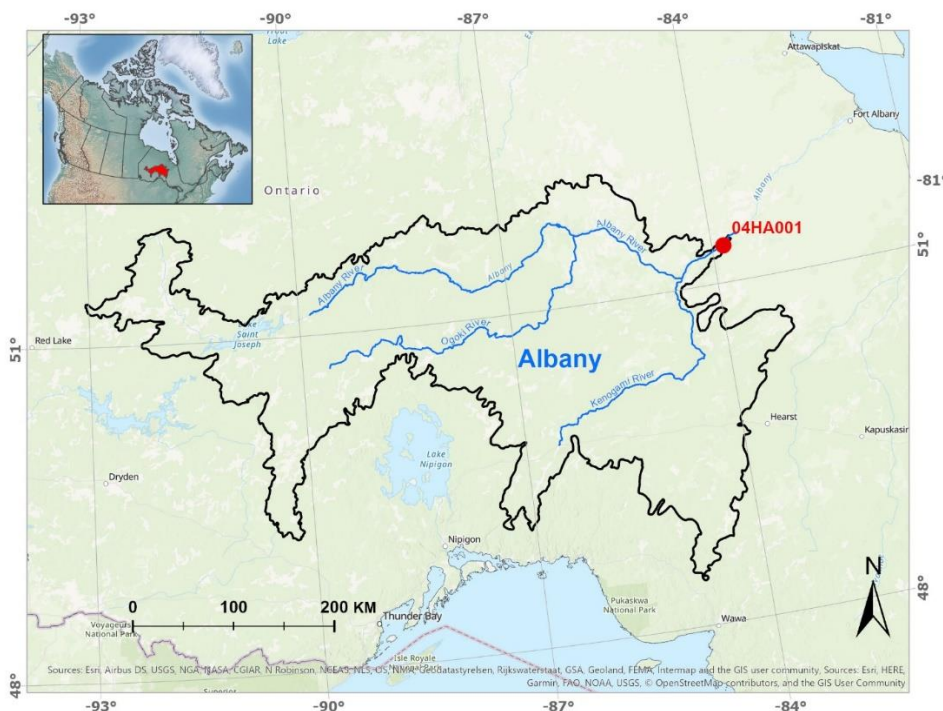 -93°
-90°
-87°
-84°
-81°
Attawapiskat
Fort Albany
Albany
Ontario
-81°
04HA001
51°
Albany River
Albany River
Albany
Lake
Saint
Joseph
Ogoki River
Albany
Red Lake
51°
Kenogami River
Hearst
Kapuskasin
Lake
Nipigon
Dryden
Nipigon
N
48°
0 100 200 KM
Pukaskwa
National Park
Wawa
Thunder Bay
Voyageurs
National Park
Isle Royale
National Park
Sources: Esri, Airbus DS, USGS, NGA, NASA, CGIAR, N Robinson, NCEAS, NLS, OS, NMA, Geodatastyrelsen, Rijkswaterstaat, GSA, Geoland, FEMA, Intermap and the GIS user community, Sources: Esri, HERE,
Garmin, FAO, NOAA, USGS, © OpenStreetMap contributors, and the GIS User Community
Superior
48°
-93°
-90°
-87°
-84°